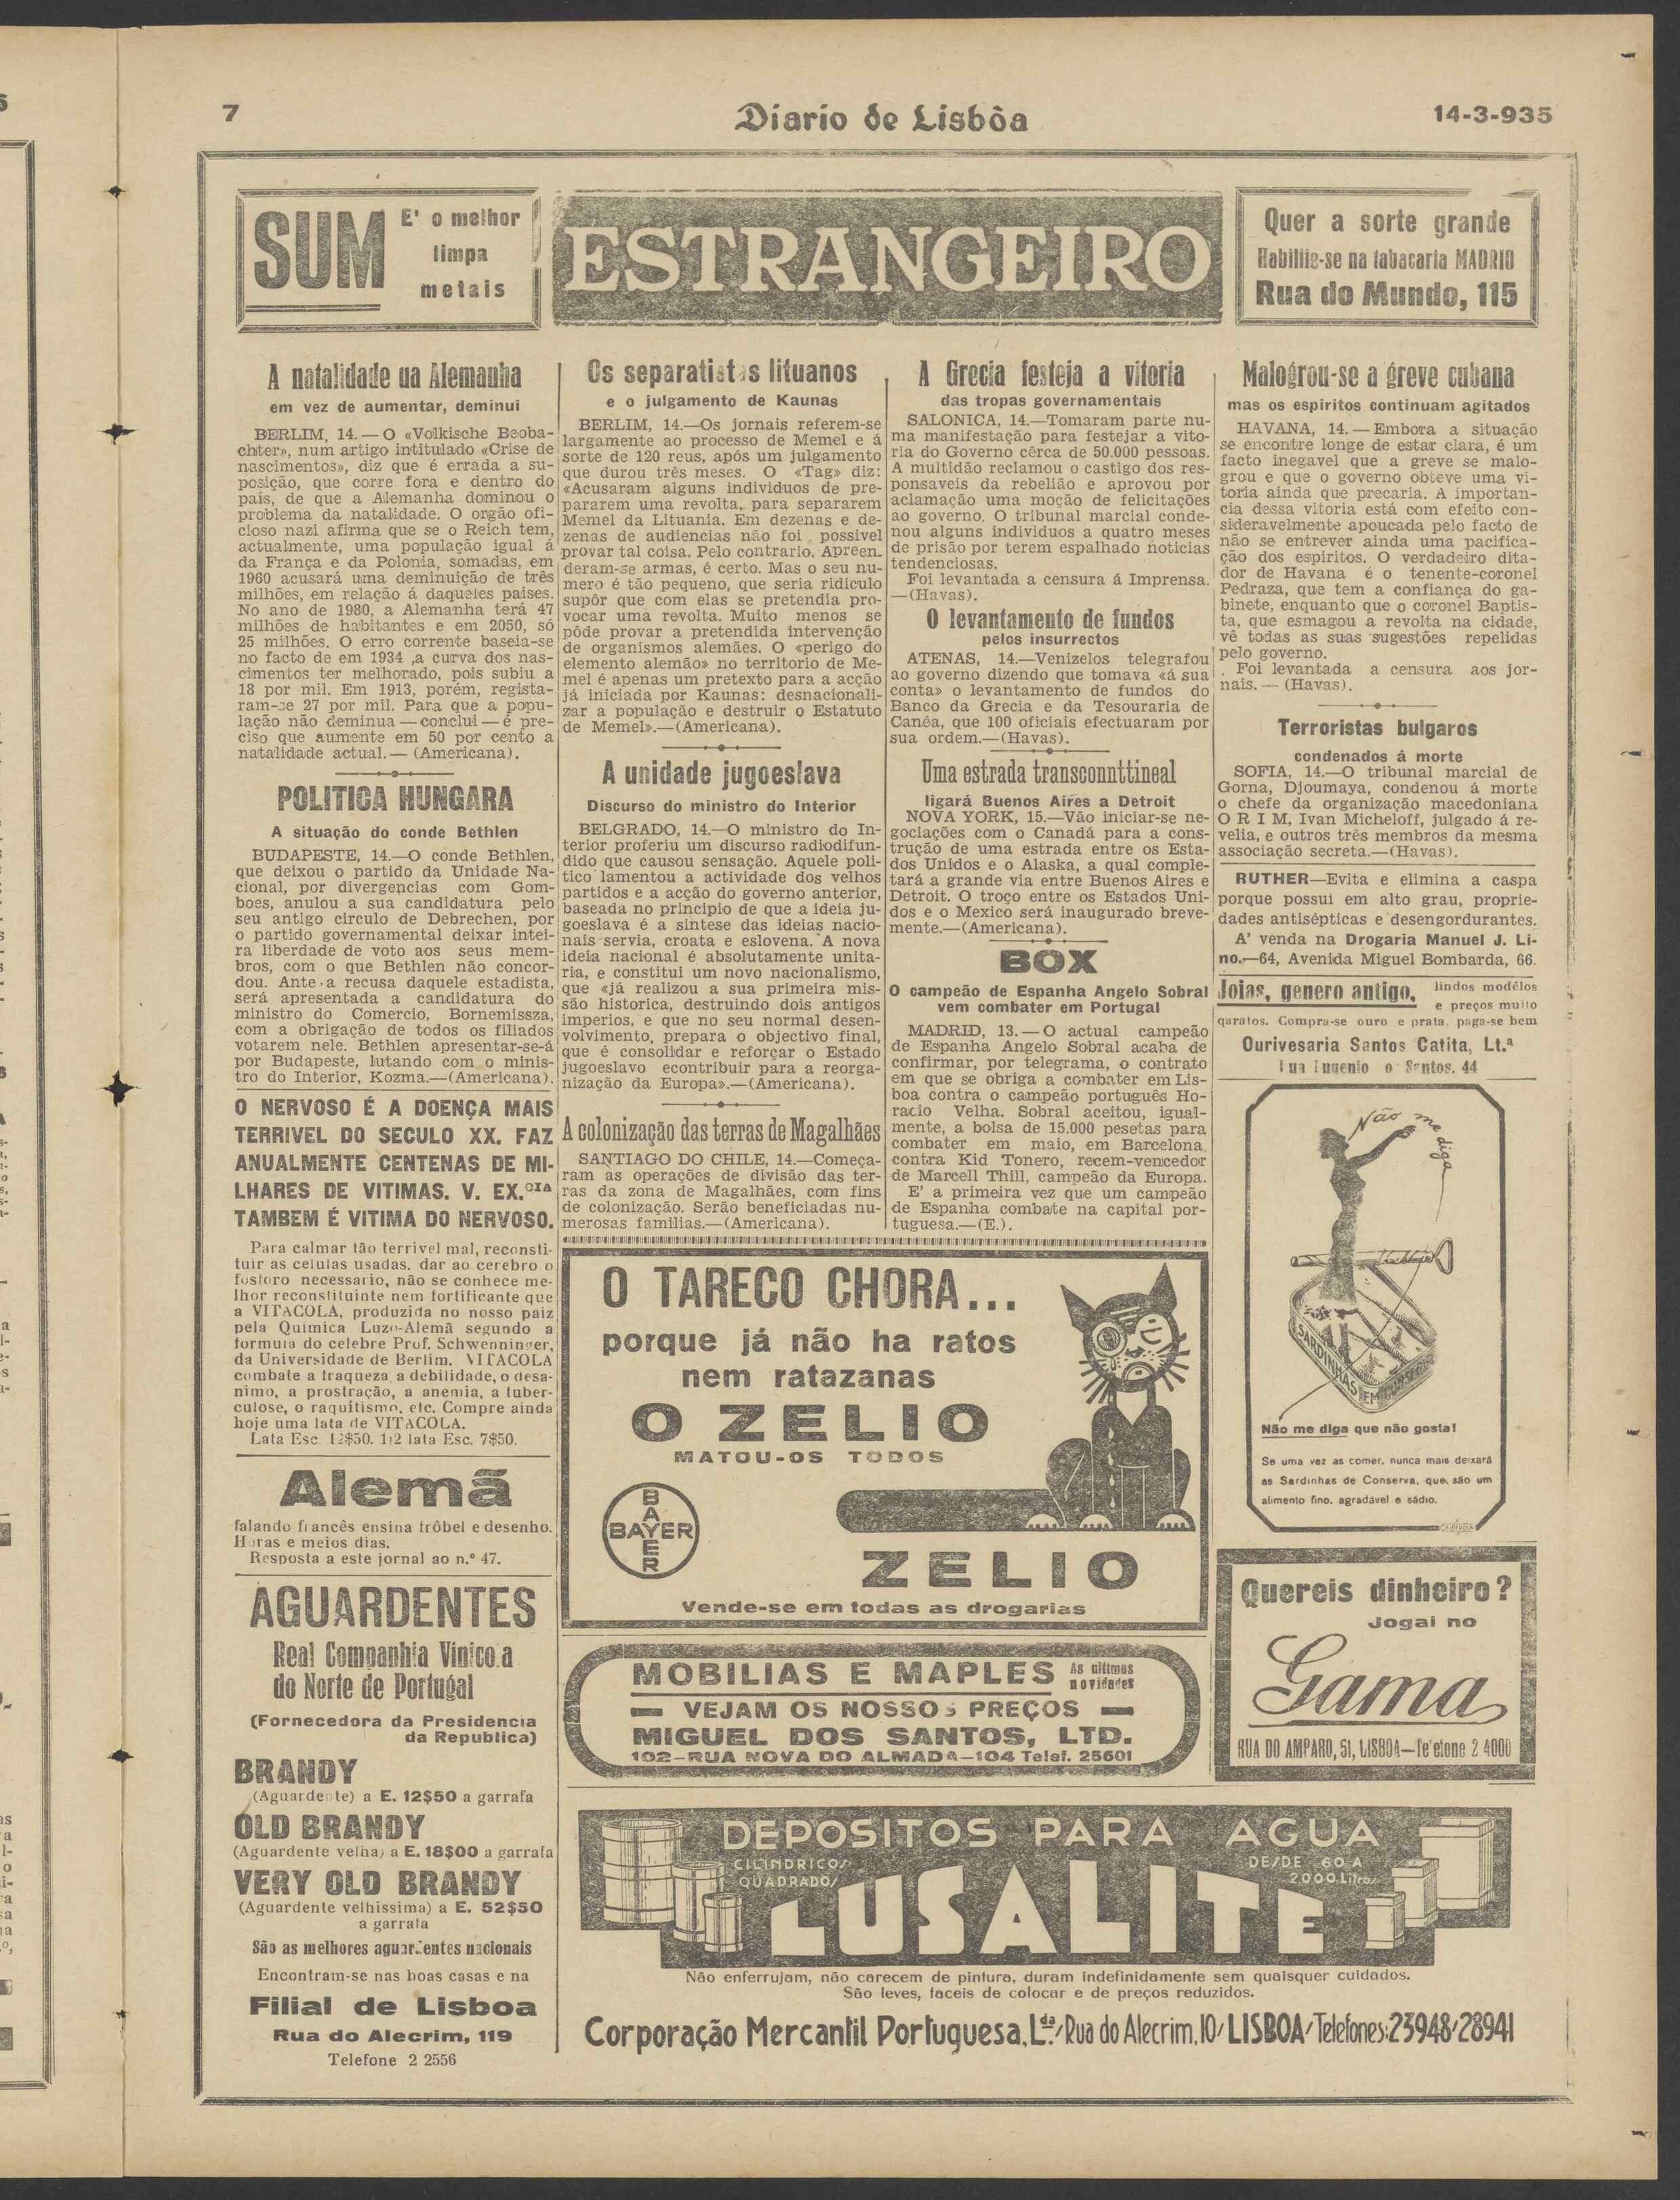 7
Diario de Lisbôa
14-3-935
SUM
E' o melhor
limpa
metais
ESTRANGEIRO
Quer a sorte grande
Habilite-se na tabacaria MADRID
Rua do Mundo, 115
A natalidade na Alemanha
em vez de aumentar, deminui
BERLIM, 14. — O «Volkische Beoba-
chter», num artigo intitulado «Crise de
nascimentos», diz que é errada a su-
posição, que corre fora e dentro do
pais, de que a Alemanha dominou o
problema da natalidade. O orgão ofi-
cioso nazi afirma que se o Reich tem,
actualmente, uma população igual á
da França e da Polonia, somadas, em
1960 acusará uma deminuição de três
milhões, em relação á daqueles paises.
No ano de 1980, a Alemanha terá 47
milhões de habitantes e em 2050, só
25 milhões. O erro corrente baseia-se
no facto de em 1934 ,a curva dos nas-
cimentos ter melhorado, pois subiu a
18 por mil. Em 1913, porém, regista-
ram-se 27 por mil. Para que a popu-
lação não deminua — conclui — é pre-
ciso que aumente em 50 por cento a
natalidade actual. — (Americana).
POLITICA HUNGARA
A situação do conde Bethlen
BUDAPESTE, 14.—O conde Bethlen,
que deixou o partido da Unidade Na-
cional, por divergencias com Gom-
boes, anulou a sua candidatura pelo
seu antigo circulo de Debrechen, por
o partido governamental deixar intei-
ra liberdade de voto aos seus mem-
bros, com o que Bethlen não concor-
dou. Ante a recusa daquele estadista,
será apresentada a candidatura do
ministro do Comercio, Bornemissza,
com a obrigação de todos os filiados
votarem nele. Bethlen apresentar-se-á
por Budapeste, lutando com o minis-
tro do Interior, Kozma.—(Americana).
O NERVOSO É A DOENÇA MAIS
TERRIVEL DO SECULO XX. FAZ
ANUALMENTE CENTENAS DE MI-
LHARES DE VITIMAS. V. EX.CIA
TAMBEM É VITIMA DO NERVOSO.
Para calmar tão terrivel mal, reconsti-
tuir as celulas usadas, dar ao cerebro o
fosforo necessario, não se conhece me-
lhor reconstituinte nem fortificante que
a VITACOLA, produzida no nosso paiz
pela Quimica Luzo-Alemã segundo a
formula do celebre Prof. Schwenninger,
da Universidade de Berlim. VITACOLA
combate a fraqueza, a debilidade, o desa-
nimo, a prostração, a anemia, a tuber-
culose, o raquitismo, etc. Compre ainda
hoje uma lata de VITACOLA.
Lata Esc. 12$50. 1|2 lata Esc. 7$50.
Alemã
falando francês ensina frôbel e desenho.
Horas e meios dias.
Resposta a este jornal ao n.º 47.
AGUARDENTES
Real Companhia Vinicola
do Norte de Portugal
(Fornecedora da Presidencia
da Republica)
BRANDY
(Aguardente) a E. 12$50 a garrafa
OLD BRANDY
(Aguardente velha) a E. 18$00 a garrafa
VERY OLD BRANDY
(Aguardente velhissima) a E. 52$50
a garrafa
São as melhores aguardentes nacionais
Encontram-se nas boas casas e na
Filial de Lisboa
Rua do Alecrim, 119
Telefone 2 2556
Os separatistas lituanos
e o julgamento de Kaunas
BERLIM, 14.—Os jornais referem-se
largamente ao processo de Memel e á
sorte de 120 reus, após um julgamento
que durou três meses. O «Tag» diz:
«Acusaram alguns individuos de pre-
pararem uma revolta, para separarem
Memel da Lituania. Em dezenas e de-
zenas de audiencias não foi possivel
provar tal coisa. Pelo contrario. Apreen-
deram-se armas, é certo. Mas o seu nu-
mero é tão pequeno, que seria ridiculo
supôr que com elas se pretendia pro-
vocar uma revolta. Muito menos se
pôde provar a pretendida intervenção
de organismos alemães. O «perigo do
elemento alemão» no territorio de Me-
mel é apenas um pretexto para a acção
já iniciada por Kaunas: desnacionali-
zar a população e destruir o Estatuto
de Memel».—(Americana).
A unidade jugoeslava
Discurso do ministro do Interior
BELGRADO, 14.—O ministro do In-
terior proferiu um discurso radiodifun-
dido que causou sensação. Aquele poli-
tico lamentou a actividade dos velhos
partidos e a acção do governo anterior,
baseada no principio de que a ideia ju-
goeslava é a sintese das ideias nacio-
nais servia, croata e eslovena. A nova
ideia nacional é absolutamente unita-
ria, e constitui um novo nacionalismo,
que «já realizou a sua primeira mis-
são historica, destruindo dois antigos
imperios, e que no seu normal desen-
volvimento, prepara o objectivo final,
que é consolidar e reforçar o Estado
jugoeslavo econtribuir para a reorga-
nização da Europa».—(Americana).
A colonização das terras de Magalhães
SANTIAGO DO CHILE, 14.—Começa-
ram as operações de divisão das ter-
ras da zona de Magalhães, com fins
de colonização. Serão beneficiadas nu-
merosas familias.—(Americana).
A Grecia festeja a vitoria
das tropas governamentais
SALONICA, 14.—Tomaram parte nu-
ma manifestação para festejar a vito-
ria do Governo cêrca de 50.000 pessoas.
A multidão reclamou o castigo dos res-
ponsaveis da rebelião e aprovou por
aclamação uma moção de felicitações
ao governo. O tribunal marcial conde-
nou alguns individuos a quatro meses
de prisão por terem espalhado noticias
tendenciosas.
Foi levantada a censura á Imprensa.
—(Havas).
O levantamento de fundos
pelos insurrectos
ATENAS, 14.—Venizelos telegrafou
ao governo dizendo que tomava «á sua
conta» o levantamento de fundos do
Banco da Grecia e da Tesouraria de
Canêa, que 100 oficiais efectuaram por
sua ordem.—(Havas).
Uma estrada transconnttineal
ligará Buenos Aires a Detroit
NOVA YORK, 15.—Vão iniciar-se ne-
gociações com o Canadá para a cons-
trução de uma estrada entre os Esta-
dos Unidos e o Alaska, a qual comple-
tará a grande via entre Buenos Aires e
Detroit. O troço entre os Estados Uni-
dos e o Mexico será inaugurado breve-
mente.—(Americana).
BOX
O campeão de Espanha Angelo Sobral
vem combater em Portugal
MADRID, 13. — O actual campeão
de Espanha Angelo Sobral acaba de
confirmar, por telegrama, o contrato
em que se obriga a combater em Lis-
boa contra o campeão português Ho-
racio Velha. Sobral aceitou, igual-
mente, a bolsa de 15.000 pesetas para
combater em maio, em Barcelona,
contra Kid Tonero, recem-vencedor
de Marcell Thill, campeão da Europa.
E' a primeira vez que um campeão
de Espanha combate na capital por-
tuguesa.—(E.).
Malogrou-se a greve cubana
mas os espiritos continuam agitados
HAVANA, 14. — Embora a situação
se encontre longe de estar clara, é um
facto inegavel que a greve se malo-
grou e que o governo obteve uma vi-
toria ainda que precaria. A importan-
cia dessa vitoria está com efeito con-
sideravelmente apoucada pelo facto de
não se entrever ainda uma pacifica-
ção dos espiritos. O verdadeiro dita-
dor de Havana é o tenente-coronel
Pedraza, que tem a confiança do ga-
binete, enquanto que o coronel Baptis-
ta, que esmagou a revolta na cidade,
vê todas as suas sugestões repelidas
pelo governo.
Foi levantada a censura aos jor-
nais. — (Havas).
Terroristas bulgaros
condenados á morte
SOFIA, 14.—O tribunal marcial de
Gorna, Djoumaya, condenou á morte
o chefe da organização macedoniana
O R I M, Ivan Micheloff, julgado á re-
velia, e outros três membros da mesma
associação secreta.—(Havas).
RUTHER—Evita e elimina a caspa
porque possui em alto grau, proprie-
dades antisépticas e desengordurantes.
A' venda na Drogaria Manuel J. Li-
no.—64, Avenida Miguel Bombarda, 66.
Joias, genero antigo, lindos modêlos
e preços muito
qaratos. Compra-se ouro e prata, paga-se bem
Ourivesaria Santos Catita, Lt.ª
44
Não me diga
SARDINHAS EM CONSERVA
Não me diga que não gosta!
Se uma vez as comer, nunca mais deixará
as Sardinhas de Conserva, que são um
alimento fino, agradável e sádio.
O TARECO CHORA...
porque já não ha ratos
nem ratazanas
O ZELIO
MATOU-OS TODOS
BAYER
BAYER
ZELIO
Vende-se em todas as drogarias
MOBILIAS E MAPLES As ultimas
novidades
VEJAM OS NOSSOS PREÇOS
MIGUEL DOS SANTOS, LTD.
102-RUA NOVA DO ALMADA-104 Telef. 25601
Quereis dinheiro?
Jogai no
Gama
RUA DO AMPARO, 51, LISBOA—Telefone 2 4000
DEPOSITOS PARA AGUA
CILINDRICOS
QUADRADOS
DESDE 60 A
2.000 Litros
LUSALITE
Não enferrujam, não carecem de pintura, duram indefinidamente sem quaisquer cuidados.
São leves, faceis de colocar e de preços reduzidos.
Corporação Mercantil Portuguesa, Lda. Rua do Alecrim, 10 LISBOA Telefones: 23948/28941